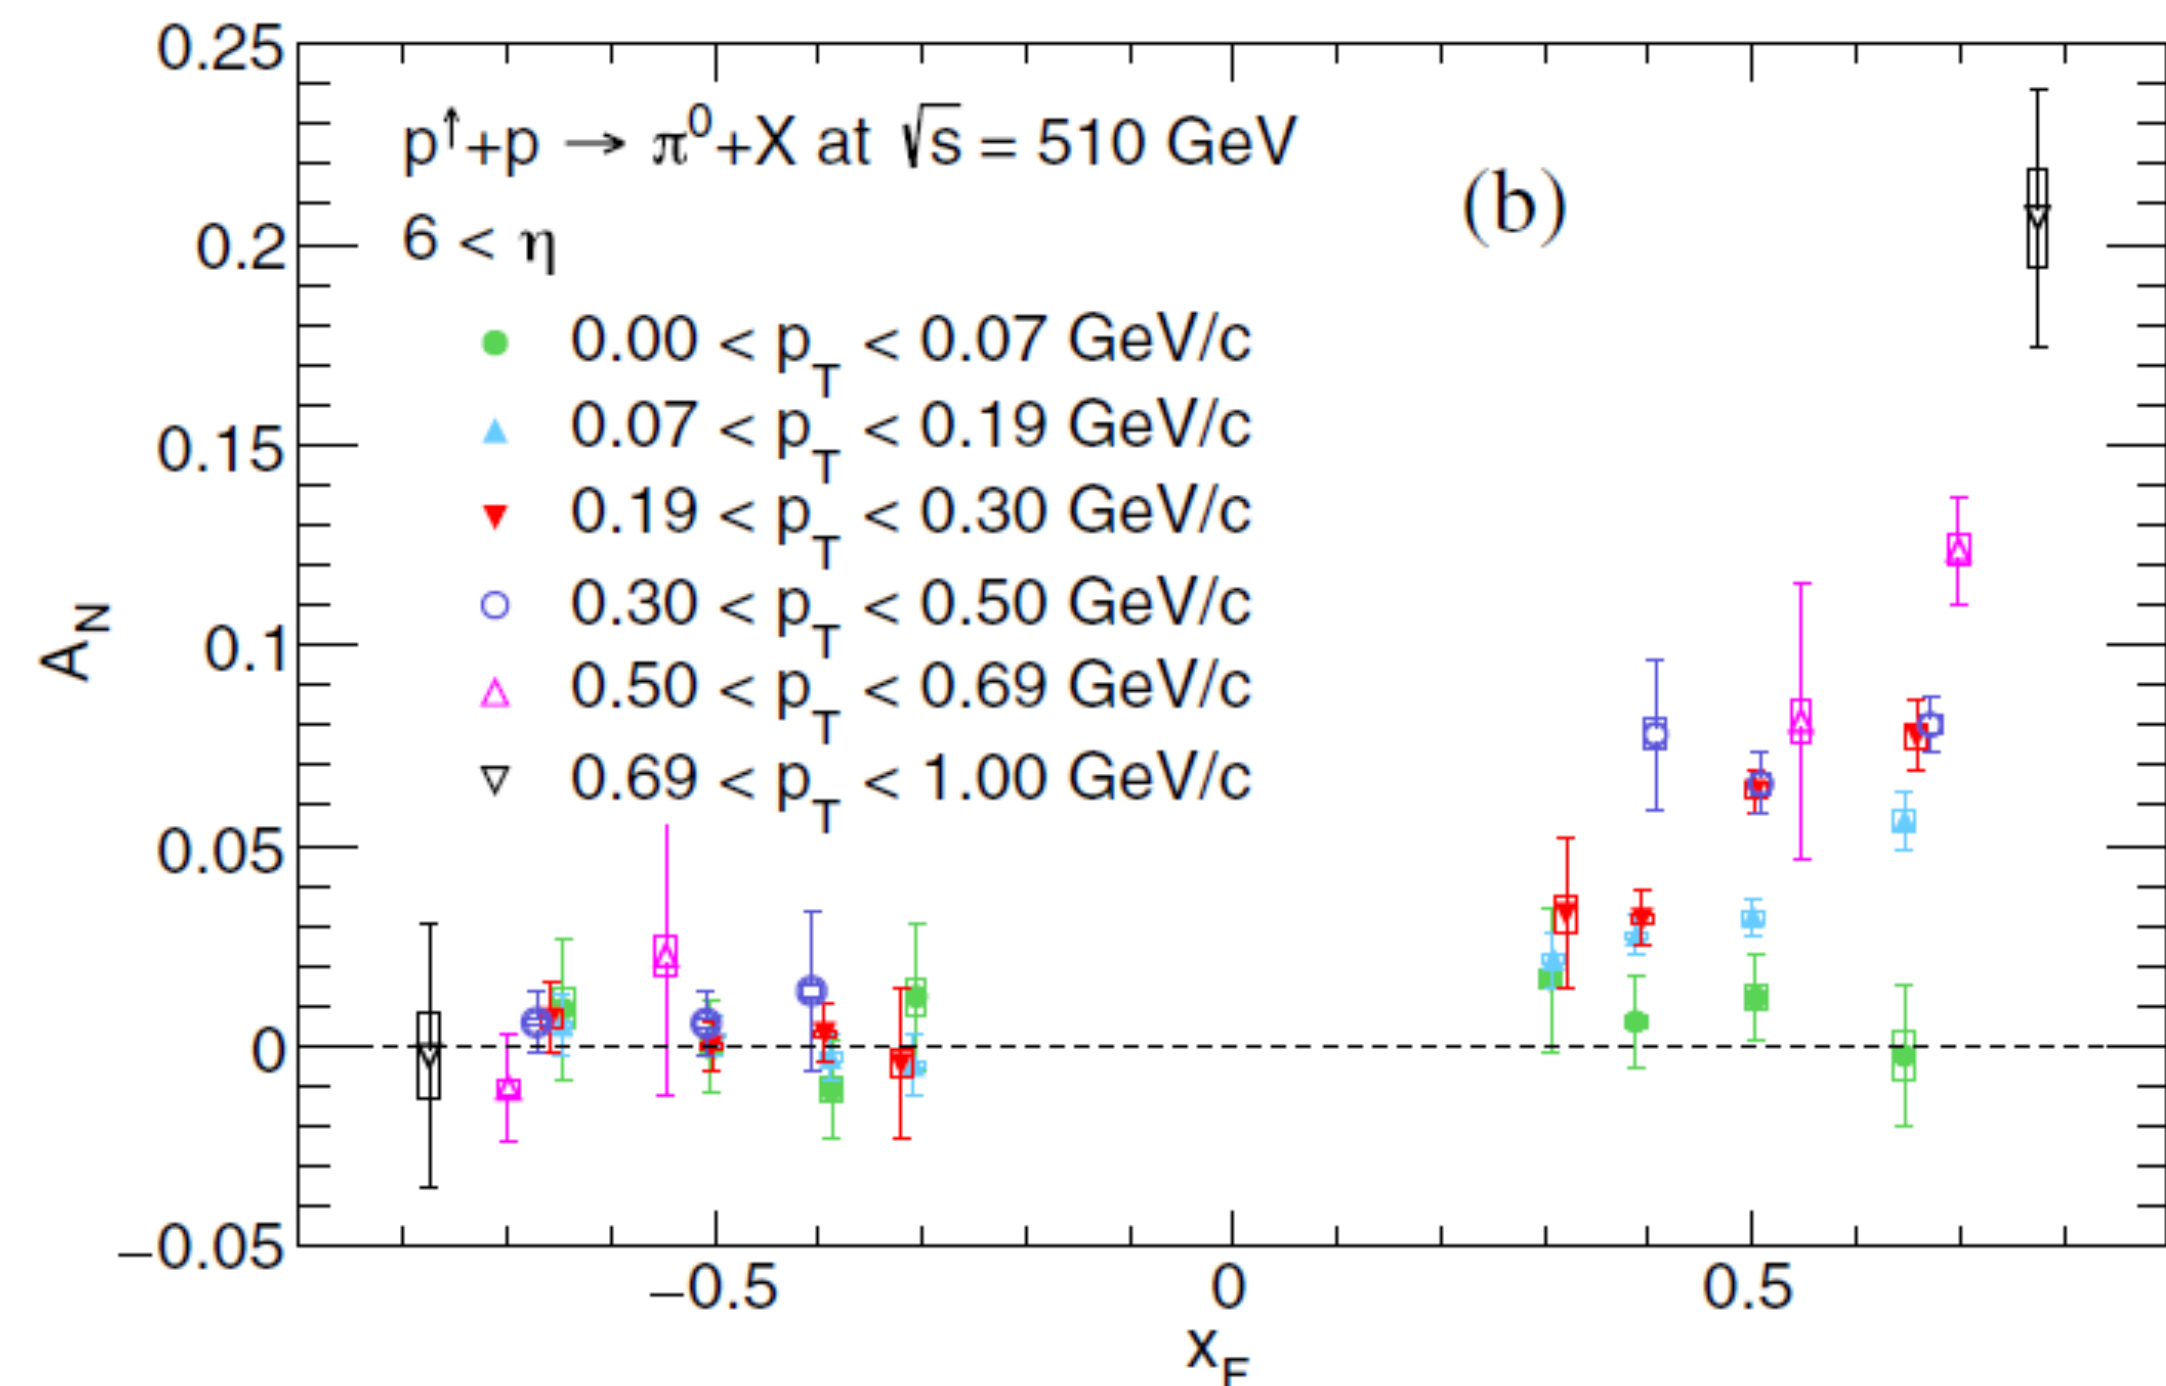 0.25
0.2
0.15
0.1
0.05
0
−0.05
A_N
p↑+p → π⁰+X at √s = 510 GeV
6 < η
(b)
0.00 < p_T < 0.07 GeV/c
0.07 < p_T < 0.19 GeV/c
0.19 < p_T < 0.30 GeV/c
0.30 < p_T < 0.50 GeV/c
0.50 < p_T < 0.69 GeV/c
0.69 < p_T < 1.00 GeV/c
−0.5 0 0.5
x_F